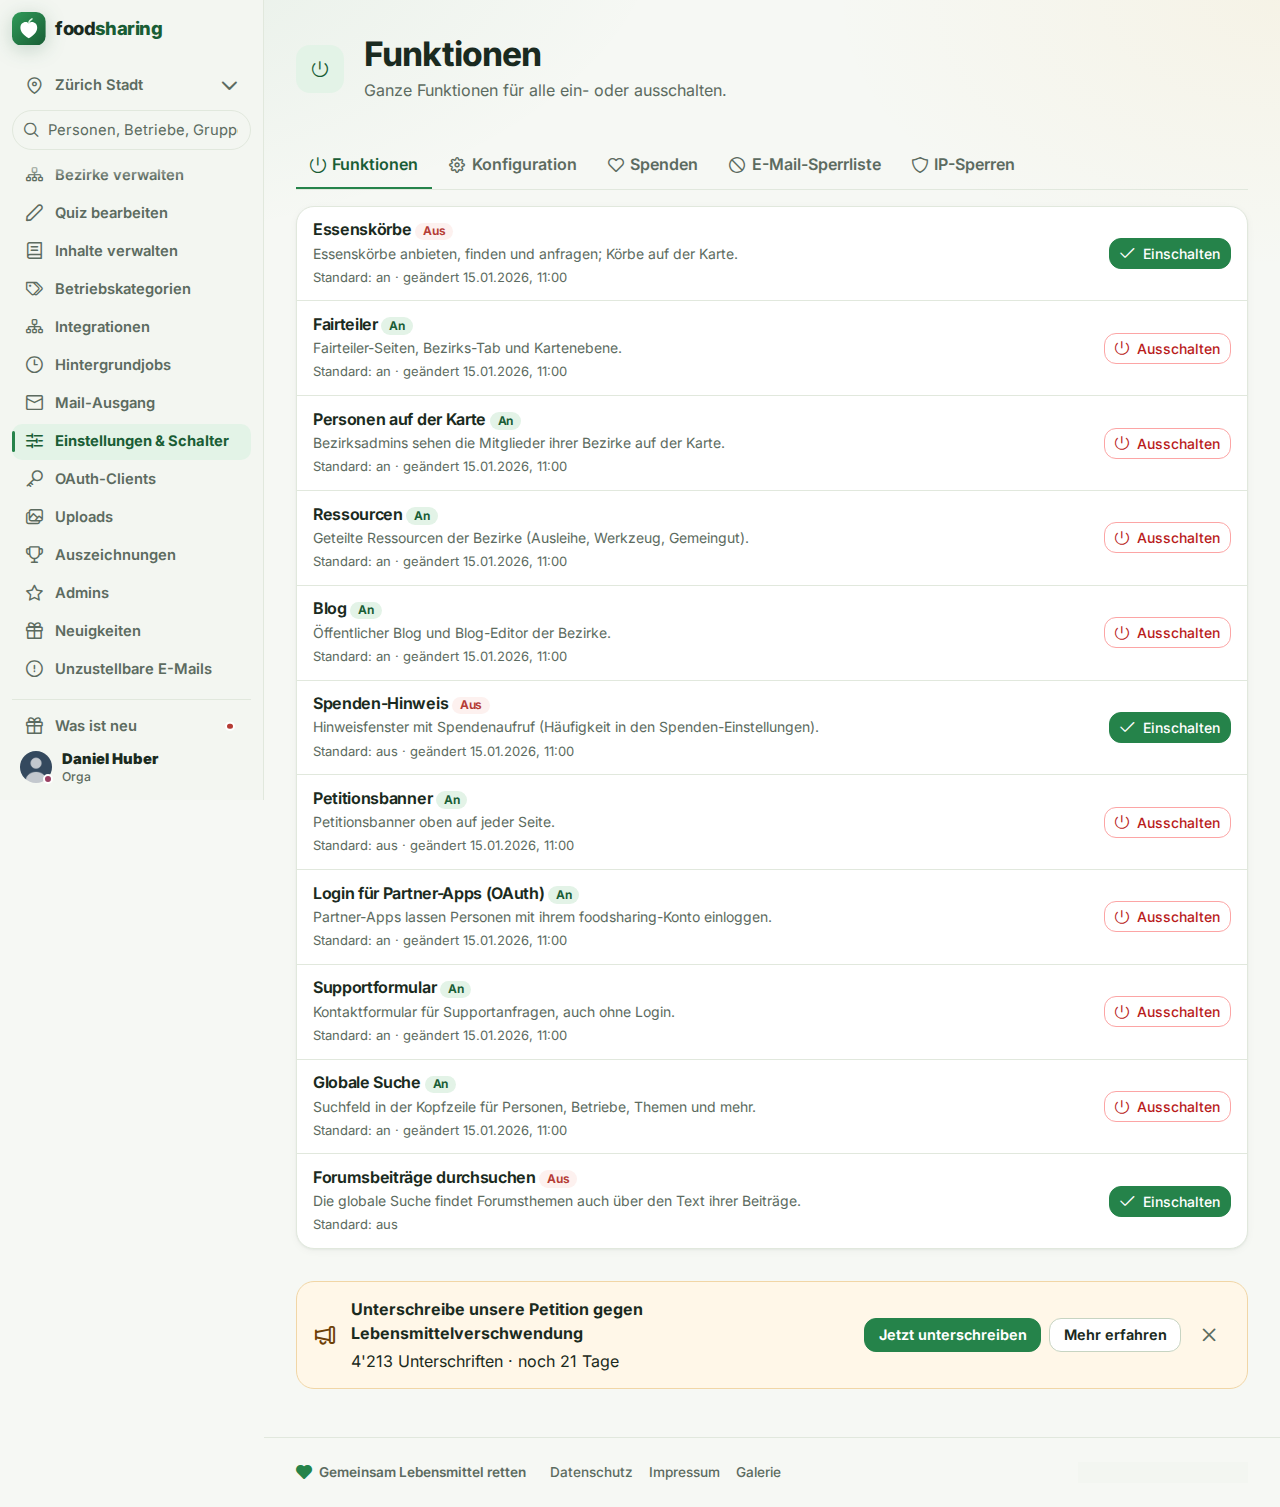 foodsharing
Zürich Stadt
Personen, Betriebe, Grupp
Bezirke verwalten
Quiz bearbeiten
Inhalte verwalten
Betriebskategorien
Integrationen
Hintergrundjobs
Mail-Ausgang
Einstellungen & Schalter
OAuth-Clients
Uploads
Auszeichnungen
Admins
Neuigkeiten
Unzustellbare E-Mails
Was ist neu
Daniel Huber
Orga
Funktionen
Ganze Funktionen für alle ein- oder ausschalten.
Funktionen Konfiguration Spenden E-Mail-Sperrliste IP-Sperren
Essenskörbe Aus
Essenskörbe anbieten, finden und anfragen; Körbe auf der Karte.
Standard: an · geändert 15.01.2026, 11:00
Einschalten
Fairteiler An
Fairteiler-Seiten, Bezirks-Tab und Kartenebene.
Standard: an · geändert 15.01.2026, 11:00
Ausschalten
Personen auf der Karte An
Bezirksadmins sehen die Mitglieder ihrer Bezirke auf der Karte.
Standard: an · geändert 15.01.2026, 11:00
Ausschalten
Ressourcen An
Geteilte Ressourcen der Bezirke (Ausleihe, Werkzeug, Gemeingut).
Standard: an · geändert 15.01.2026, 11:00
Ausschalten
Blog An
Öffentlicher Blog und Blog-Editor der Bezirke.
Standard: an · geändert 15.01.2026, 11:00
Ausschalten
Spenden-Hinweis Aus
Hinweisfenster mit Spendenaufruf (Häufigkeit in den Spenden-Einstellungen).
Standard: aus · geändert 15.01.2026, 11:00
Einschalten
Petitionsbanner An
Petitionsbanner oben auf jeder Seite.
Standard: aus · geändert 15.01.2026, 11:00
Ausschalten
Login für Partner-Apps (OAuth) An
Partner-Apps lassen Personen mit ihrem foodsharing-Konto einloggen.
Standard: an · geändert 15.01.2026, 11:00
Ausschalten
Supportformular An
Kontaktformular für Supportanfragen, auch ohne Login.
Standard: an · geändert 15.01.2026, 11:00
Ausschalten
Globale Suche An
Suchfeld in der Kopfzeile für Personen, Betriebe, Themen und mehr.
Standard: an · geändert 15.01.2026, 11:00
Ausschalten
Forumsbeiträge durchsuchen Aus
Die globale Suche findet Forumsthemen auch über den Text ihrer Beiträge.
Standard: aus
Einschalten
Unterschreibe unsere Petition gegen
Lebensmittelverschwendung
4'213 Unterschriften · noch 21 Tage
Jetzt unterschreiben Mehr erfahren
Gemeinsam Lebensmittel retten Datenschutz Impressum Galerie